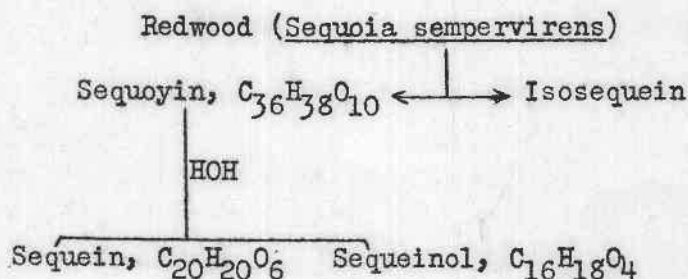 Redwood (Sequoia sempervirens)
Sequoyin, C36H38O10 Isosequein
HOH
Sequein, C20H20O6 Sequeinol, C16H18O4